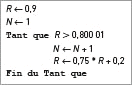 R ← 0,9
N ← 1
Tant que R > 0,800 01
N ← N + 1
R ← 0,75 * R + 0,2
Fin du Tant que